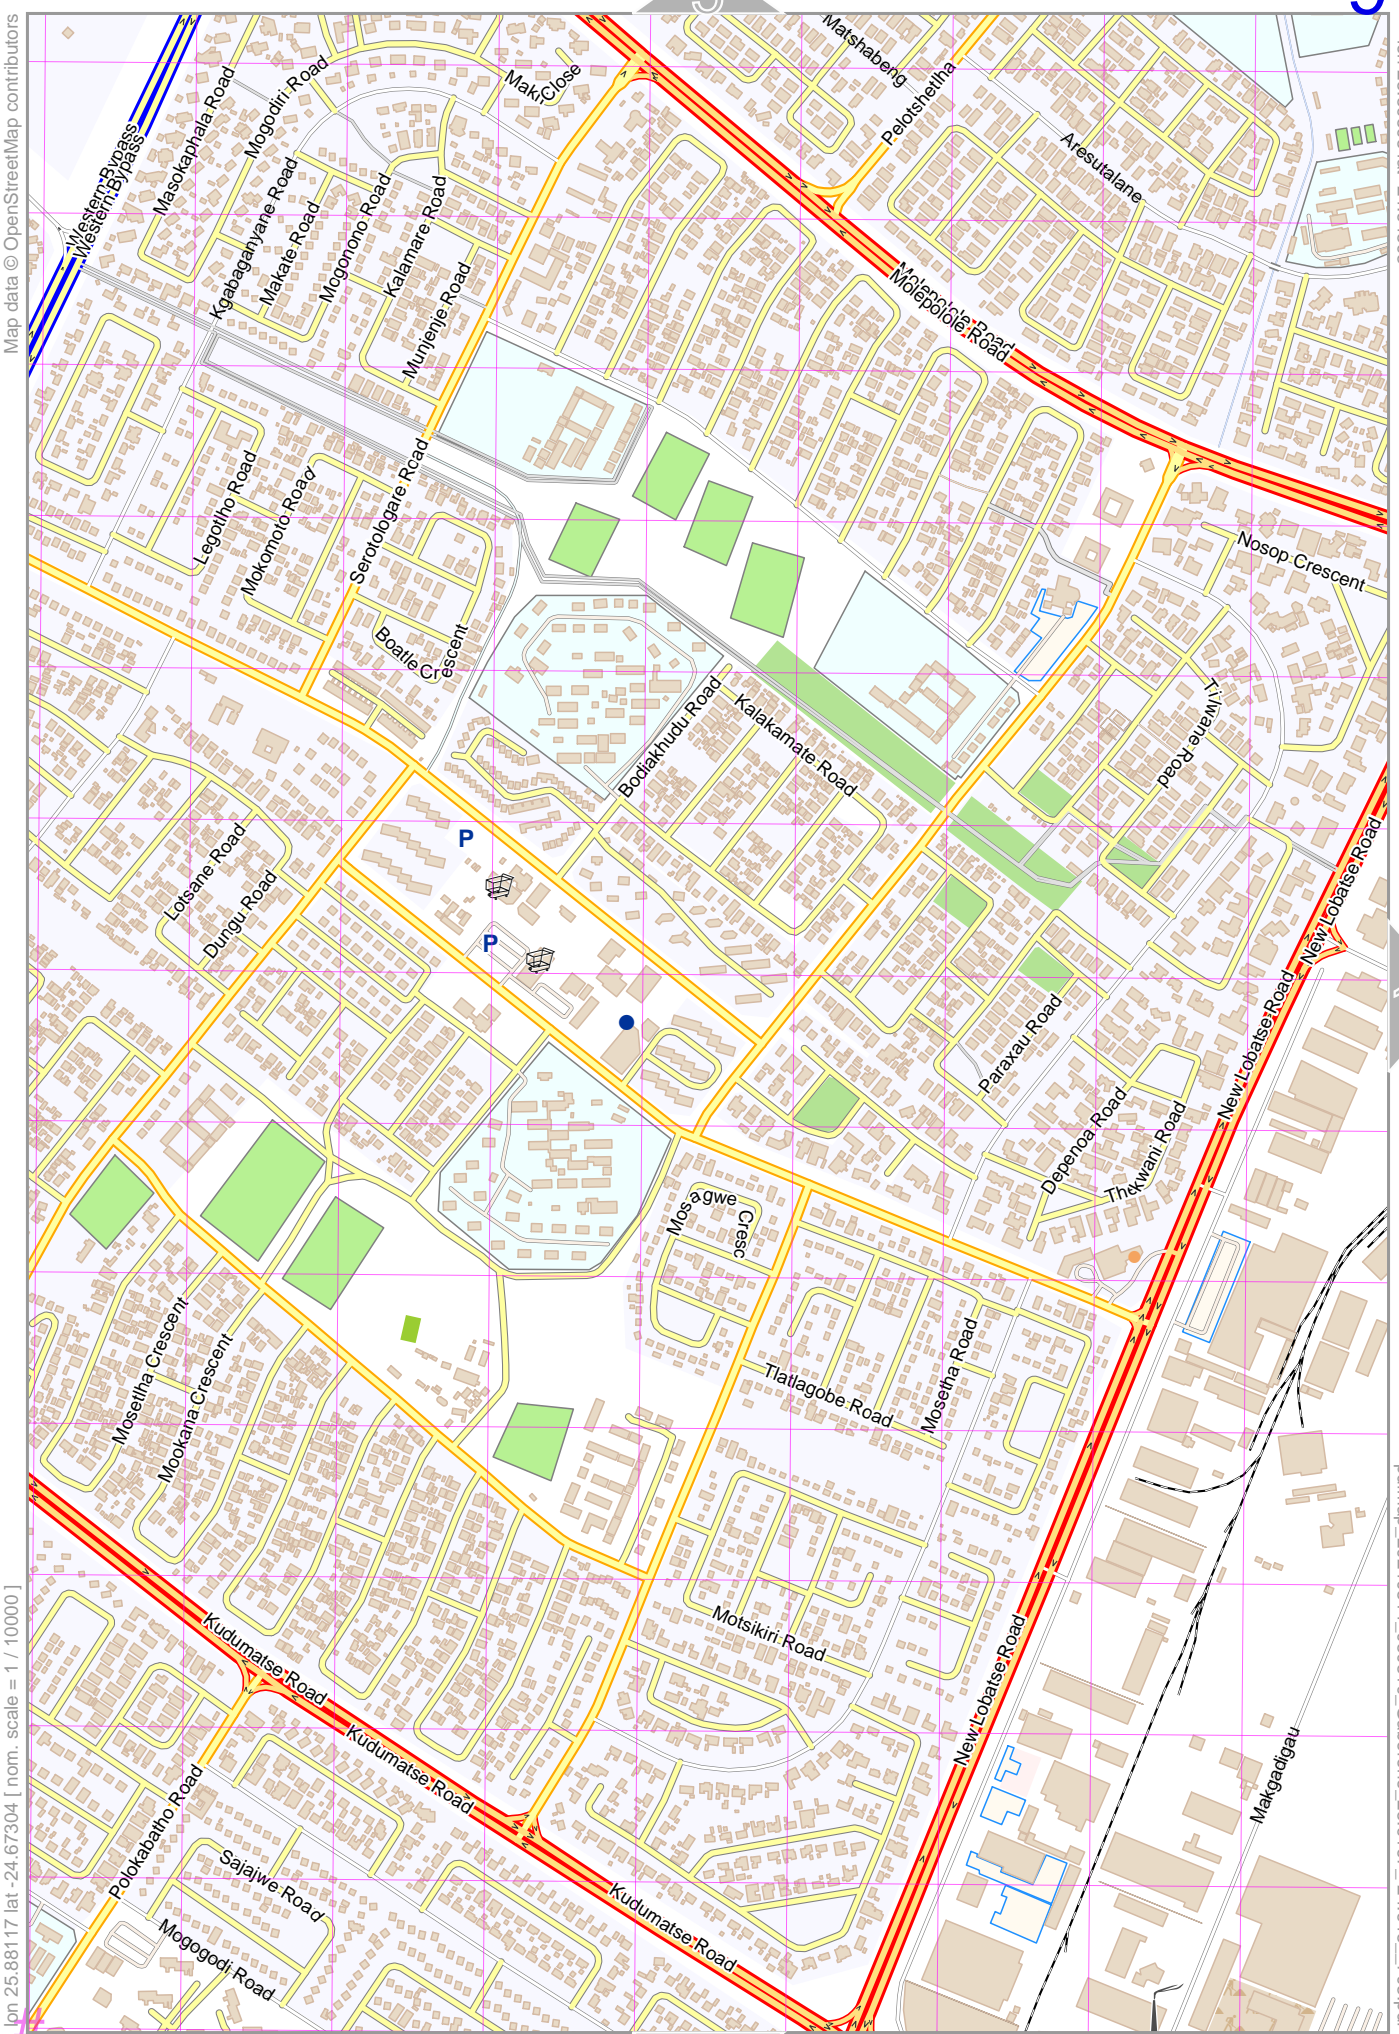 Map data © OpenStreetMap contributors
lon 25.88117 lat -24.67304 [ nom. scale = 1 / 10000 ]
Western Bypass
Western Bypass
Masokaphala Road
Mogodiri Road
Close
Matshabeng
Pelotshetlha
Aresutalane
Kgabaganyane Road
Makate Road
Mogonono Road
Kalamare Road
Munjenje Road
Molepolole Road
Molepolole Road
Legotlho Road
Mokomoto Road
Serotologare Road
Boatle Crescent
Nosop Crescent
Tiwane Road
Bodiakhudu Road
Kalakamate Road
Lotsane Road
Dungu Road
P
P
New Lobatse Road
New Lobatse Road
New Lobatse Road
Paraxau Road
Depenoa Road
Thekwani Road
Cresc
Mosetlha Crescent
Mookana Crescent
Tlatlagobe Road
Mosetha Road
Motsikiri Road
New Lobatse Road
Kudumatse Road
Kudumatse Road
Kudumatse Road
Polokabatho Road
Sajajwe Road
Mogogodi Road
Makgadigau